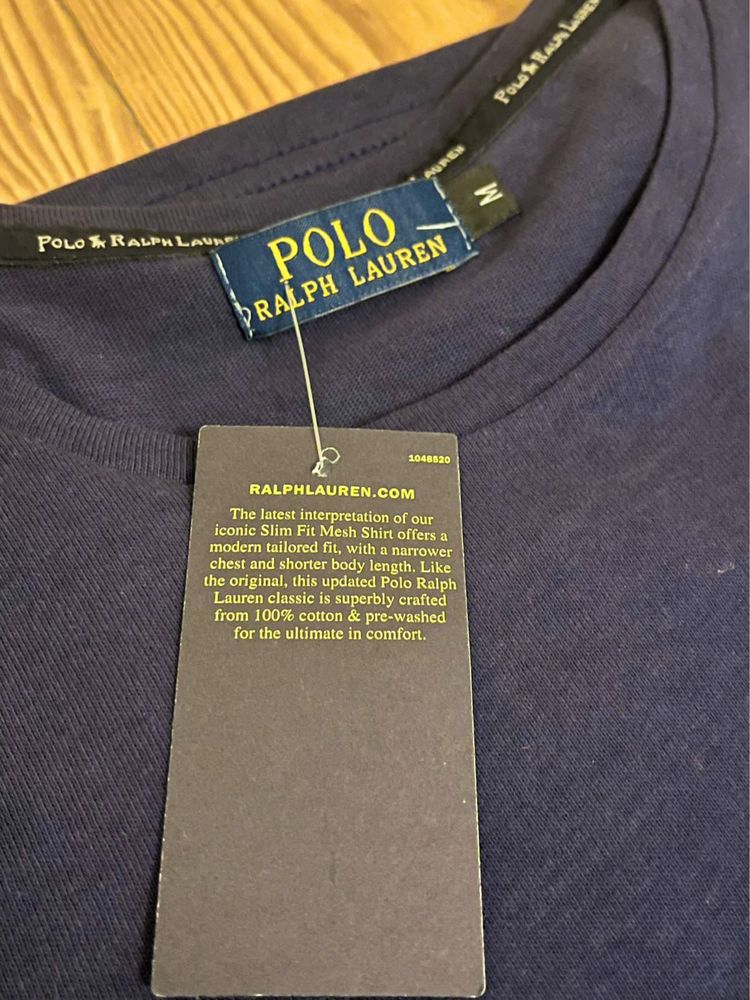 POLO RALPH LAUREN
AUREN
M
POLO RALPH LAUREN
POLO
RALPH LAUREN
1048520
RALPHLAUREN.COM
The latest interpretation of our
iconic Slim Fit Mesh Shirt offers a
modern tailored fit, with a narrower
chest and shorter body length. Like
the original, this updated Polo Ralph
Lauren classic is superbly crafted
from 100% cotton & pre-washed
for the ultimate in comfort.